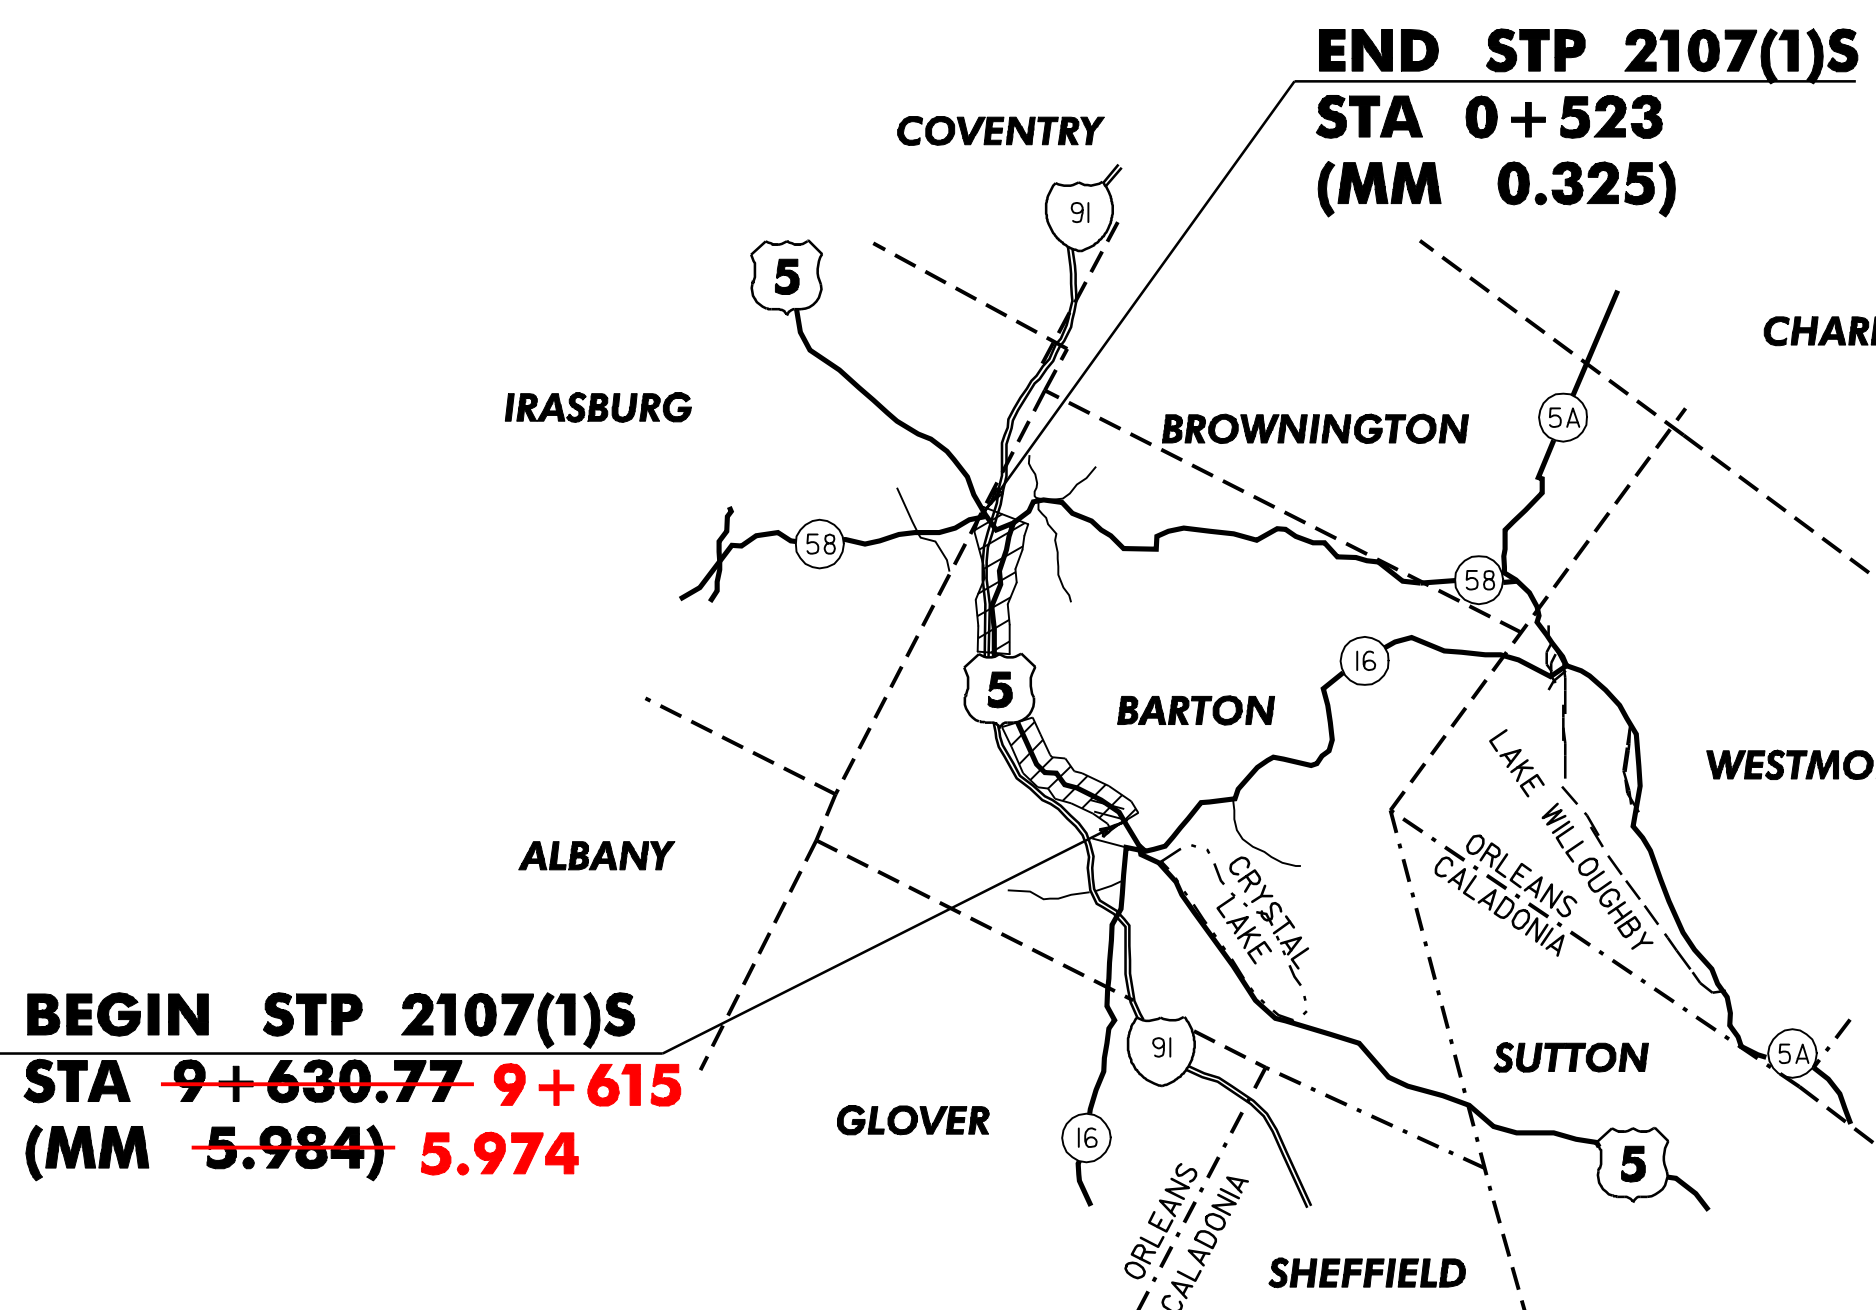 END STP 2107(1)S
STA 0+523
(MM 0.325)
COVENTRY
91
5
CHAR
IRASBURG
BROWNINGTON
5A
58
58
16
5
BARTON
LAKE WILLOUGHBY
WESTMO
ALBANY
ORLEANS
CALADONIA
CRYSTAL
LAKE
BEGIN STP 2107(1)S
STA 9+630.77 9+615
(MM 5.984) 5.974
91
SUTTON
5A
GLOVER
16
5
ORLEANS
CALADONIA
SHEFFIELD